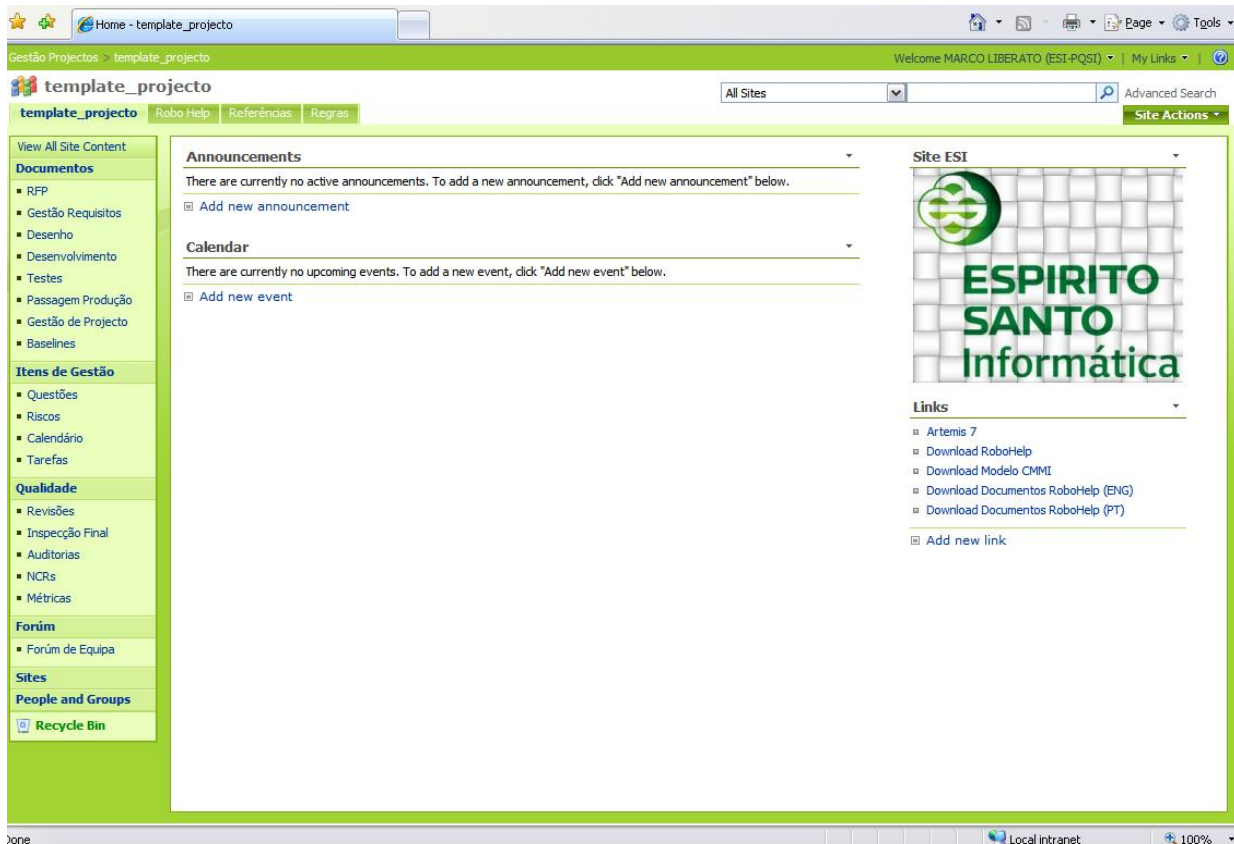 Home - template_projecto
Page
Tools
Gestão Projectos > template_projecto
Welcome MARCO LIBERATO (ESI-PQSI) | My Links |
template_projecto
All Sites
Advanced Search
template_projecto Robo Help Referências Regras
Site Actions
View All Site Content
Documentos
RFP
Gestão Requisitos
Desenho
Desenvolvimento
Testes
Passagem Produção
Gestão de Projecto
Baselines
Itens de Gestão
Questões
Riscos
Calendário
Tarefas
Qualidade
Revisões
Inspecção Final
Auditorias
NCRs
Métricas
Forúm
Forúm de Equipa
Sites
People and Groups
Recycle Bin
Announcements
There are currently no active announcements. To add a new announcement, click "Add new announcement" below.
Add new announcement
Calendar
There are currently no upcoming events. To add a new event, click "Add new event" below.
Add new event
Site ESI
ESPIRITO
SANTO
Informática
Links
Artemis 7
Download RoboHelp
Download Modelo CMMI
Download Documentos RoboHelp (ENG)
Download Documentos RoboHelp (PT)
Add new link
Done
Local intranet
100%